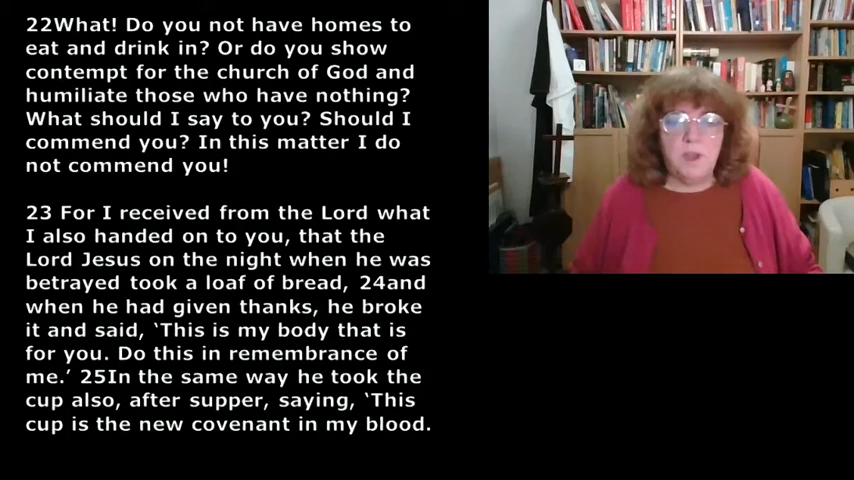 22What! Do you not have homes to
eat and drink in? Or do you show
contempt for the church of God and
humiliate those who have nothing?
What should I say to you? Should I
commend you? In this matter I do
not commend you!
23 For I received from the Lord what
I also handed on to you, that the
Lord Jesus on the night when he was
betrayed took a loaf of bread, 24and
when he had given thanks, he broke
it and said, ‘This is my body that is
for you. Do this in remembrance of
me.’ 25In the same way he took the
cup also, after supper, saying, ‘This
cup is the new covenant in my blood.